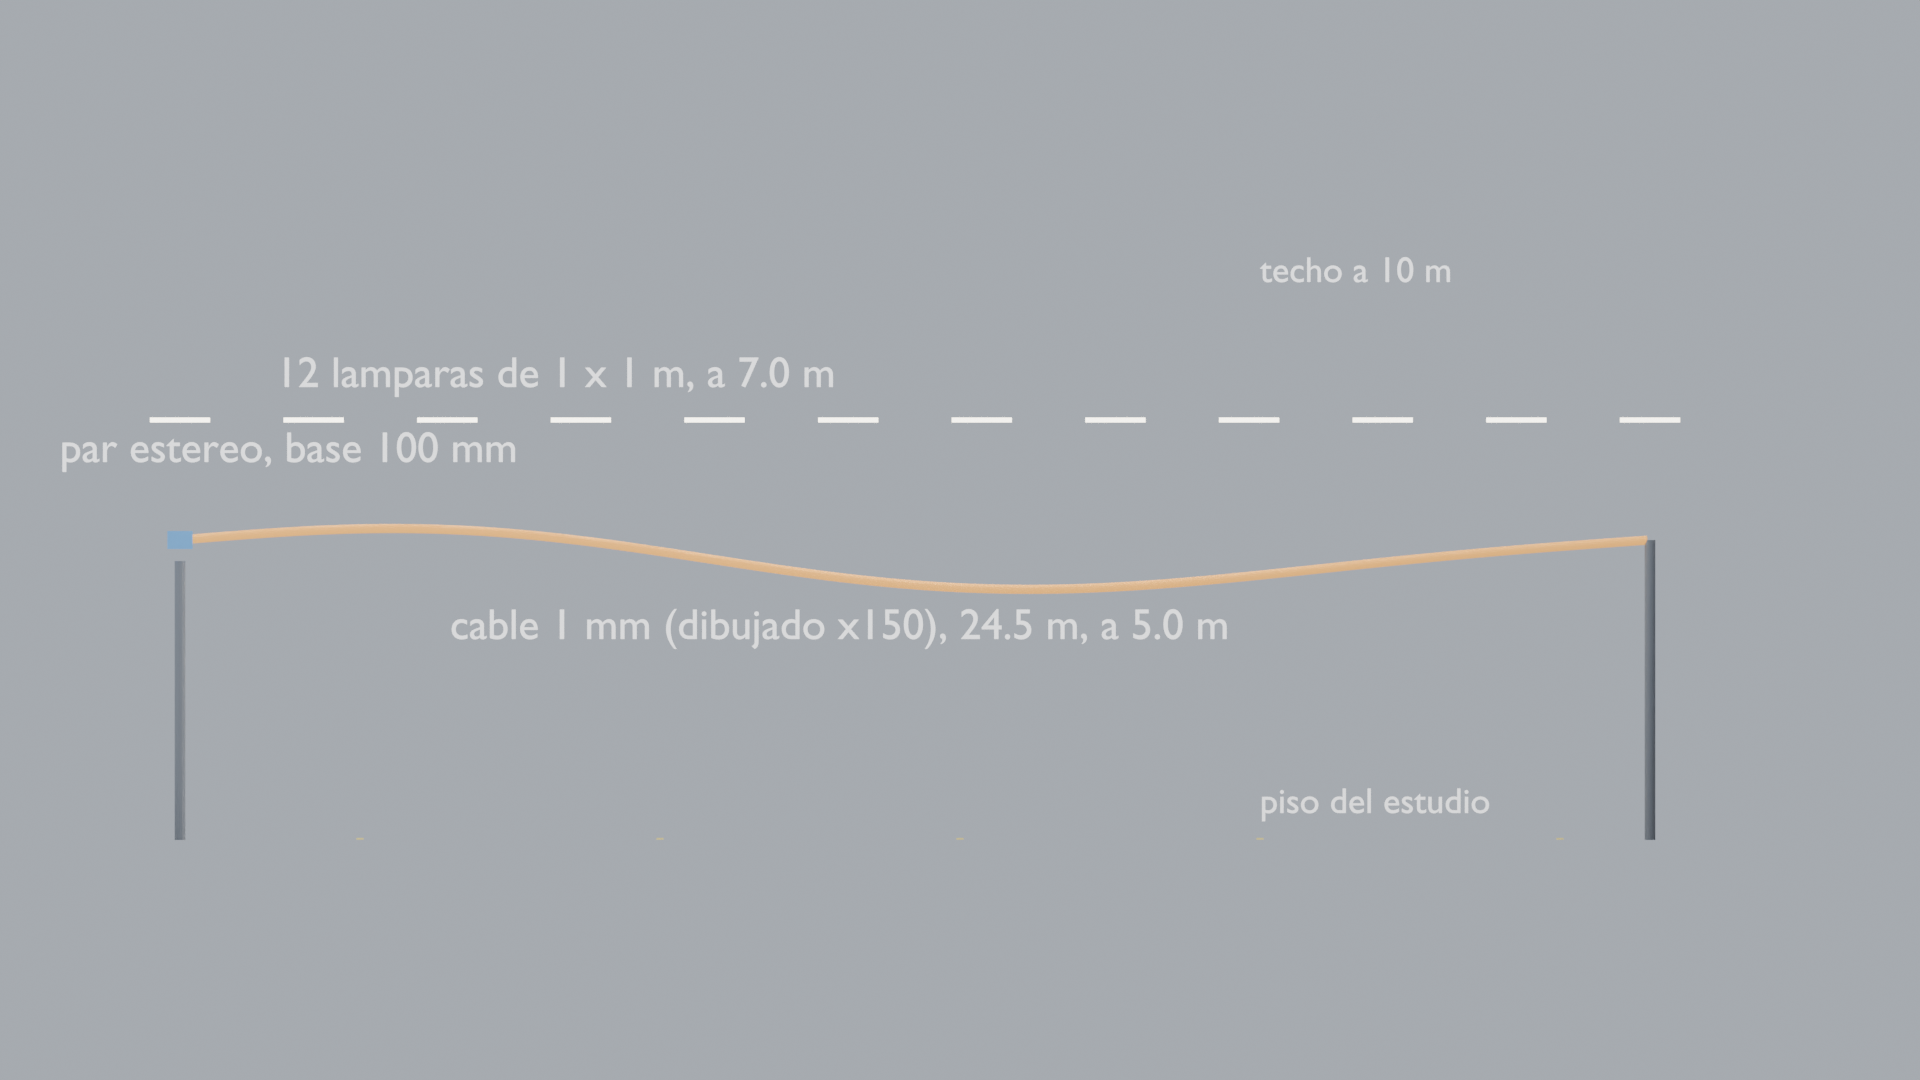 techo a 10 m
12 lamparas de 1 x 1 m, a 7.0 m
par estereo, base 100 mm
cable 1 mm (dibujado x150), 24.5 m, a 5.0 m
piso del estudio